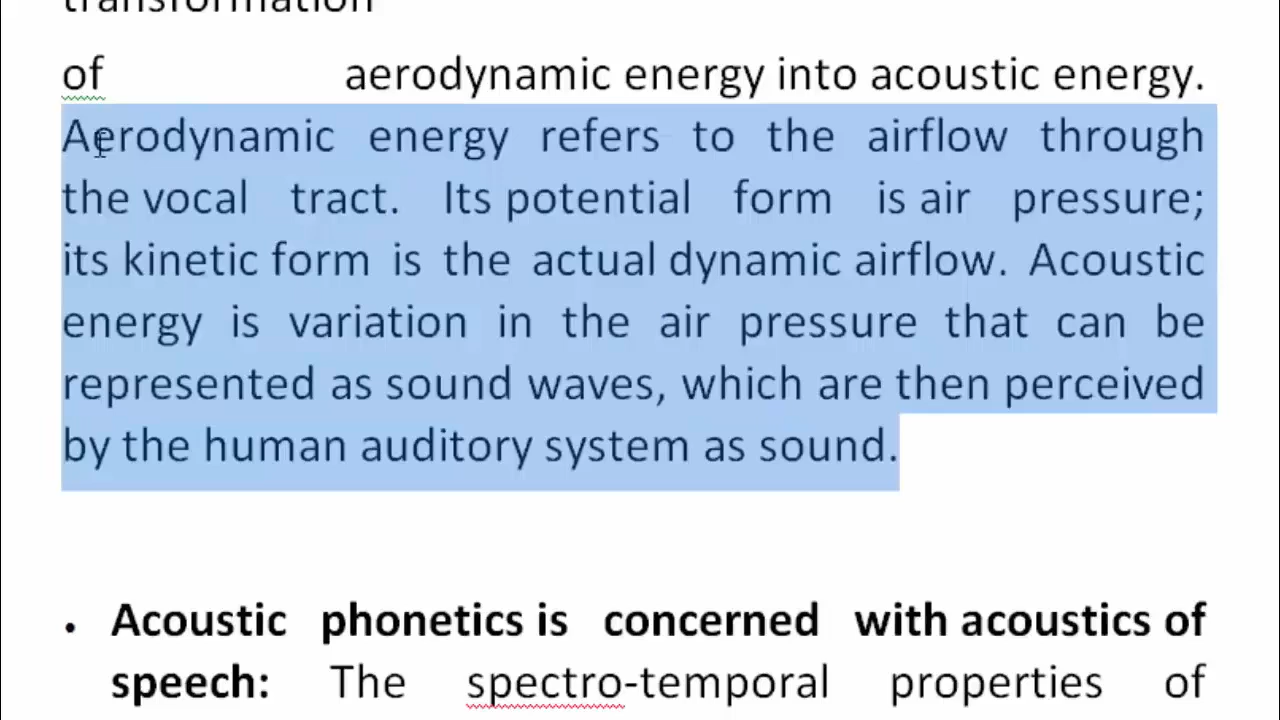 transformation
of aerodynamic energy into acoustic energy.
Aerodynamic energy refers to the airflow through
the vocal tract. Its potential form is air pressure;
its kinetic form is the actual dynamic airflow. Acoustic
energy is variation in the air pressure that can be
represented as sound waves, which are then perceived
by the human auditory system as sound.
• Acoustic phonetics is concerned with acoustics of
speech: The spectro-temporal properties of